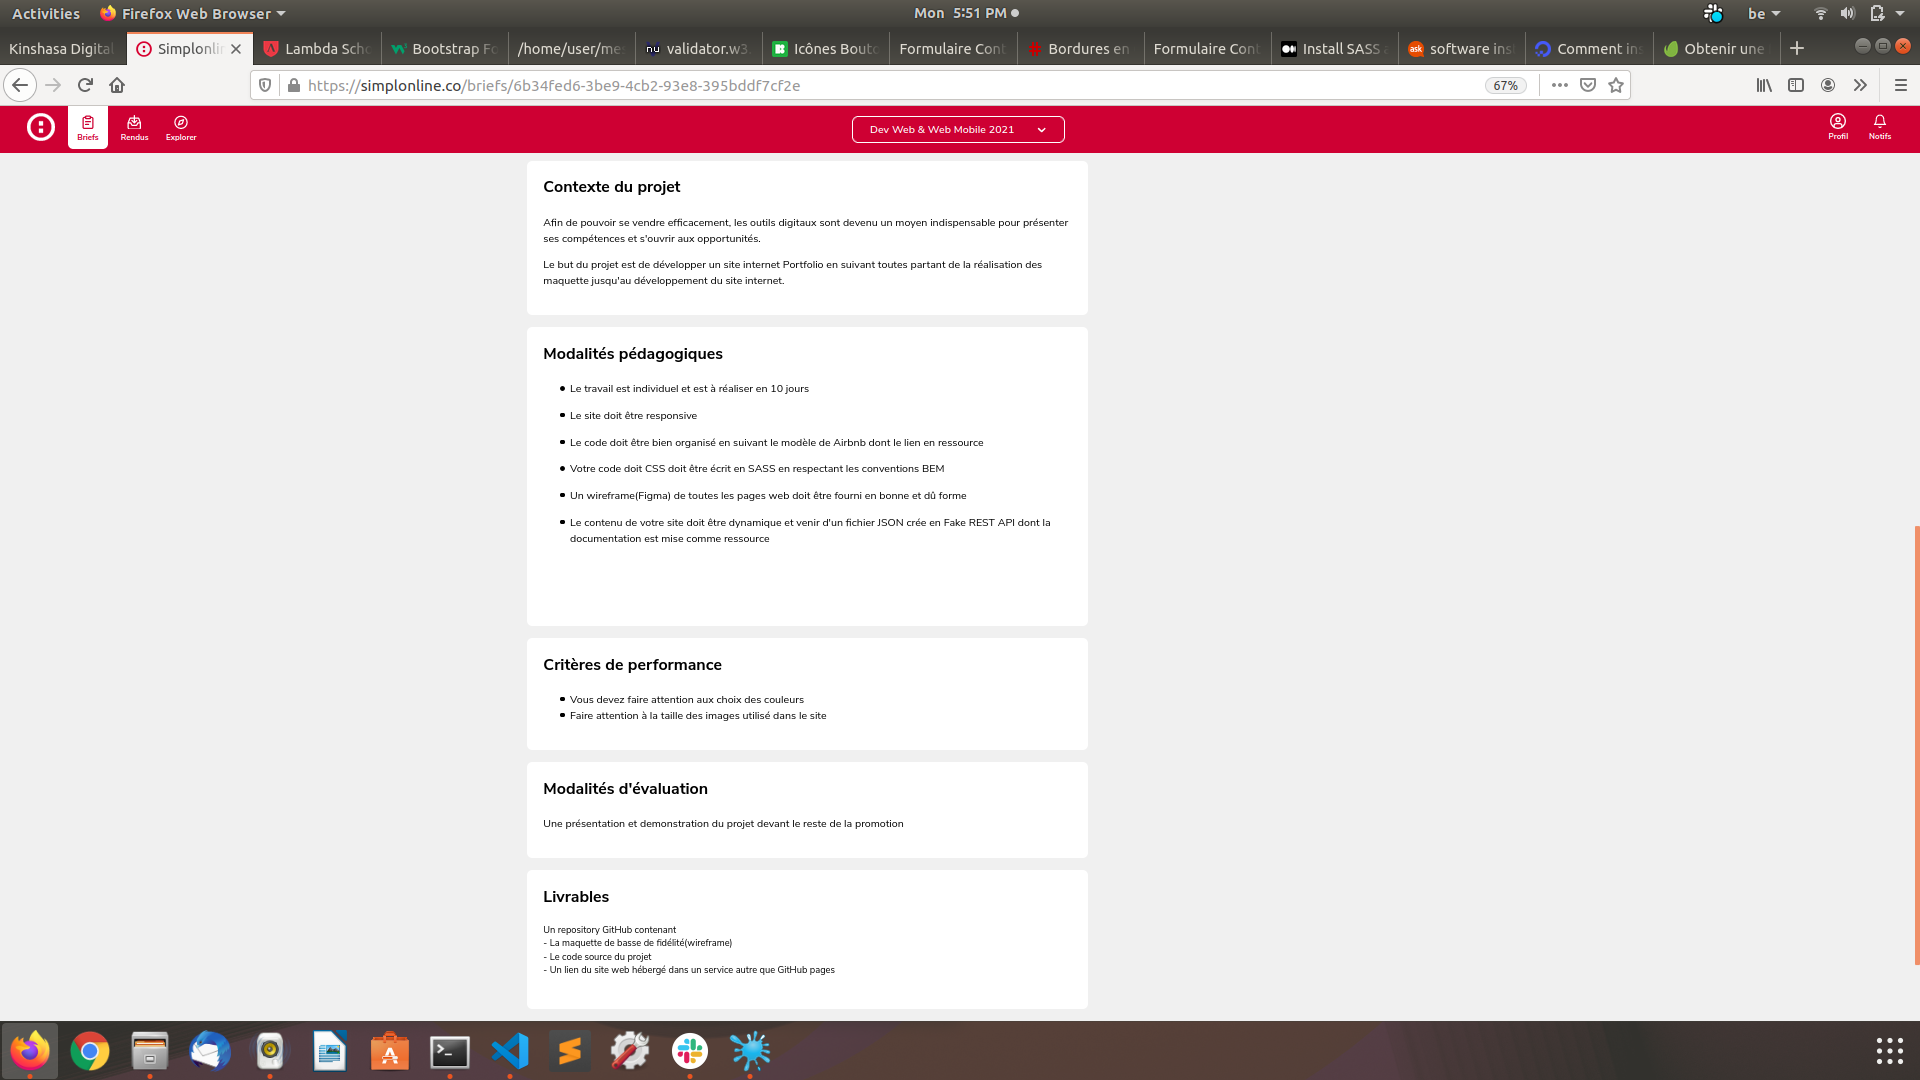 Activities
Firefox Web Browser
Mon 5:51 PM
be
Kinshasa Digital
Simplonli
Lambda Scho
Bootstrap Fo
/home/user/me
validator.w3.
Icônes Bouto
Formulaire Cont
Bordures en
Formulaire Cont
Install SASS
software ins
Comment ins
Obtenir une
https://simplonline.co/briefs/6b34fed6-3be9-4cb2-93e8-395bddf7cf2e
67%
Briefs
Rendus
Explorer
Dev Web & Web Mobile 2021
Profil
Notifs
Contexte du projet
Afin de pouvoir se vendre efficacement, les outils digitaux sont devenu un moyen indispensable pour présenter
ses compétences et s'ouvrir aux opportunités.
Le but du projet est de développer un site internet Portfolio en suivant toutes partant de la réalisation des
maquette jusqu'au développement du site internet.
Modalités pédagogiques
Le travail est individuel et est à réaliser en 10 jours
Le site doit être responsive
Le code doit être bien organisé en suivant le modèle de Airbnb dont le lien en ressource
Votre code doit CSS doit être écrit en SASS en respectant les conventions BEM
Un wireframe(Figma) de toutes les pages web doit être fourni en bonne et dû forme
Le contenu de votre site doit être dynamique et venir d'un fichier JSON crée en Fake REST API dont la
documentation est mise comme ressource
Critères de performance
Vous devez faire attention aux choix des couleurs
Faire attention à la taille des images utilisé dans le site
Modalités d'évaluation
Une présentation et demonstration du projet devant le reste de la promotion
Livrables
Un repository GitHub contenant
- La maquette de basse de fidélité(wireframe)
- Le code source du projet
- Un lien du site web hébergé dans un service autre que GitHub pages